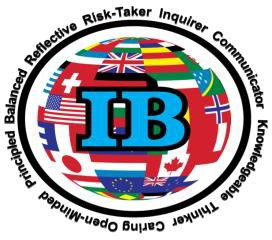 Principled Balanced Reflective Risk-Taker Inquirer Communicator Knowledgeable Thinker Caring Open-Minded
IB